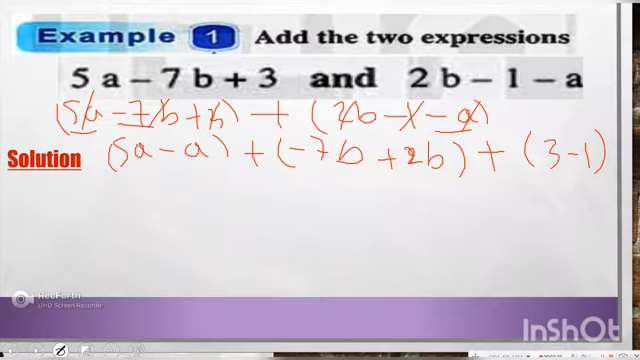 Example 1 Add the two expressions
5 a – 7 b + 3 and 2 b – 1 – a
(5a – 7b + 3) + (2b – 1 – a)
Solution (5a – a) + (–7b + 2b) + (3 – 1)
RecForth
InShOt